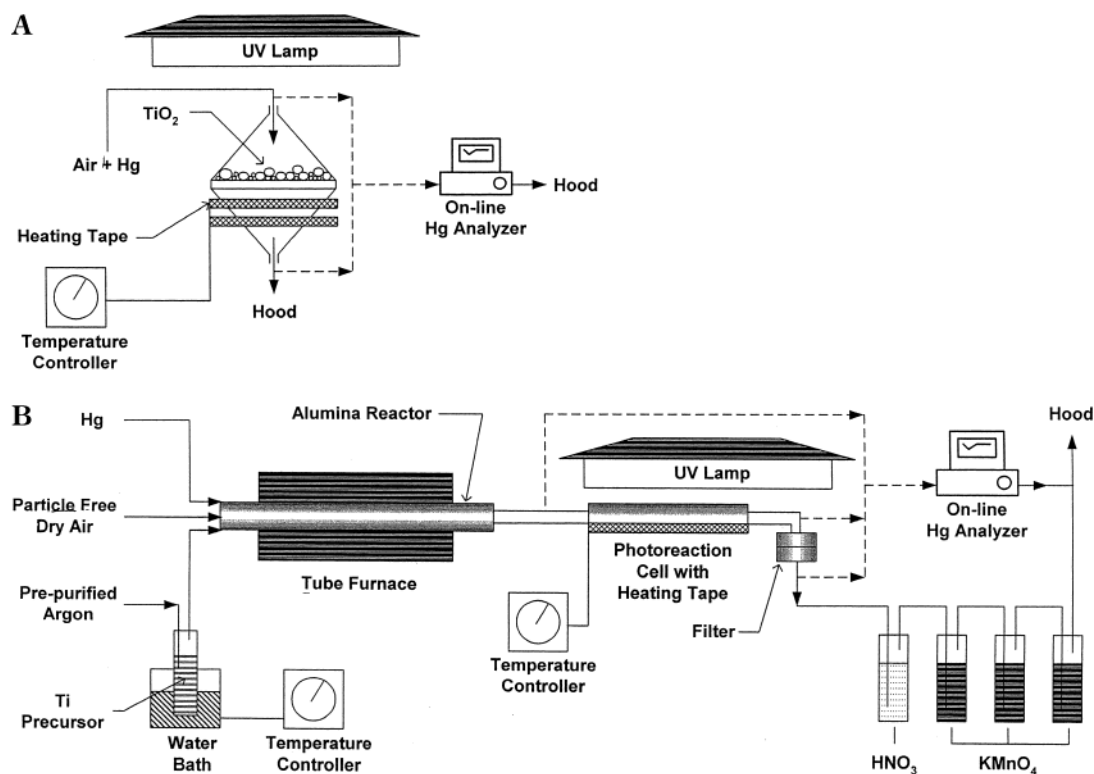 A
UV Lamp
TiO2
Air + Hg
Hood
On-line
Hg Analyzer
Heating Tape
Hood
Temperature
Controller
B
Hg
Alumina Reactor
Hood
UV Lamp
Particle Free
Dry Air
On-line
Hg Analyzer
Photoreaction
Cell with
Heating Tape
Tube Furnace
Pre-purified
Argon
Filter
Temperature
Controller
Ti
Precursor
Water
Bath
Temperature
Controller
HNO3
KMnO4